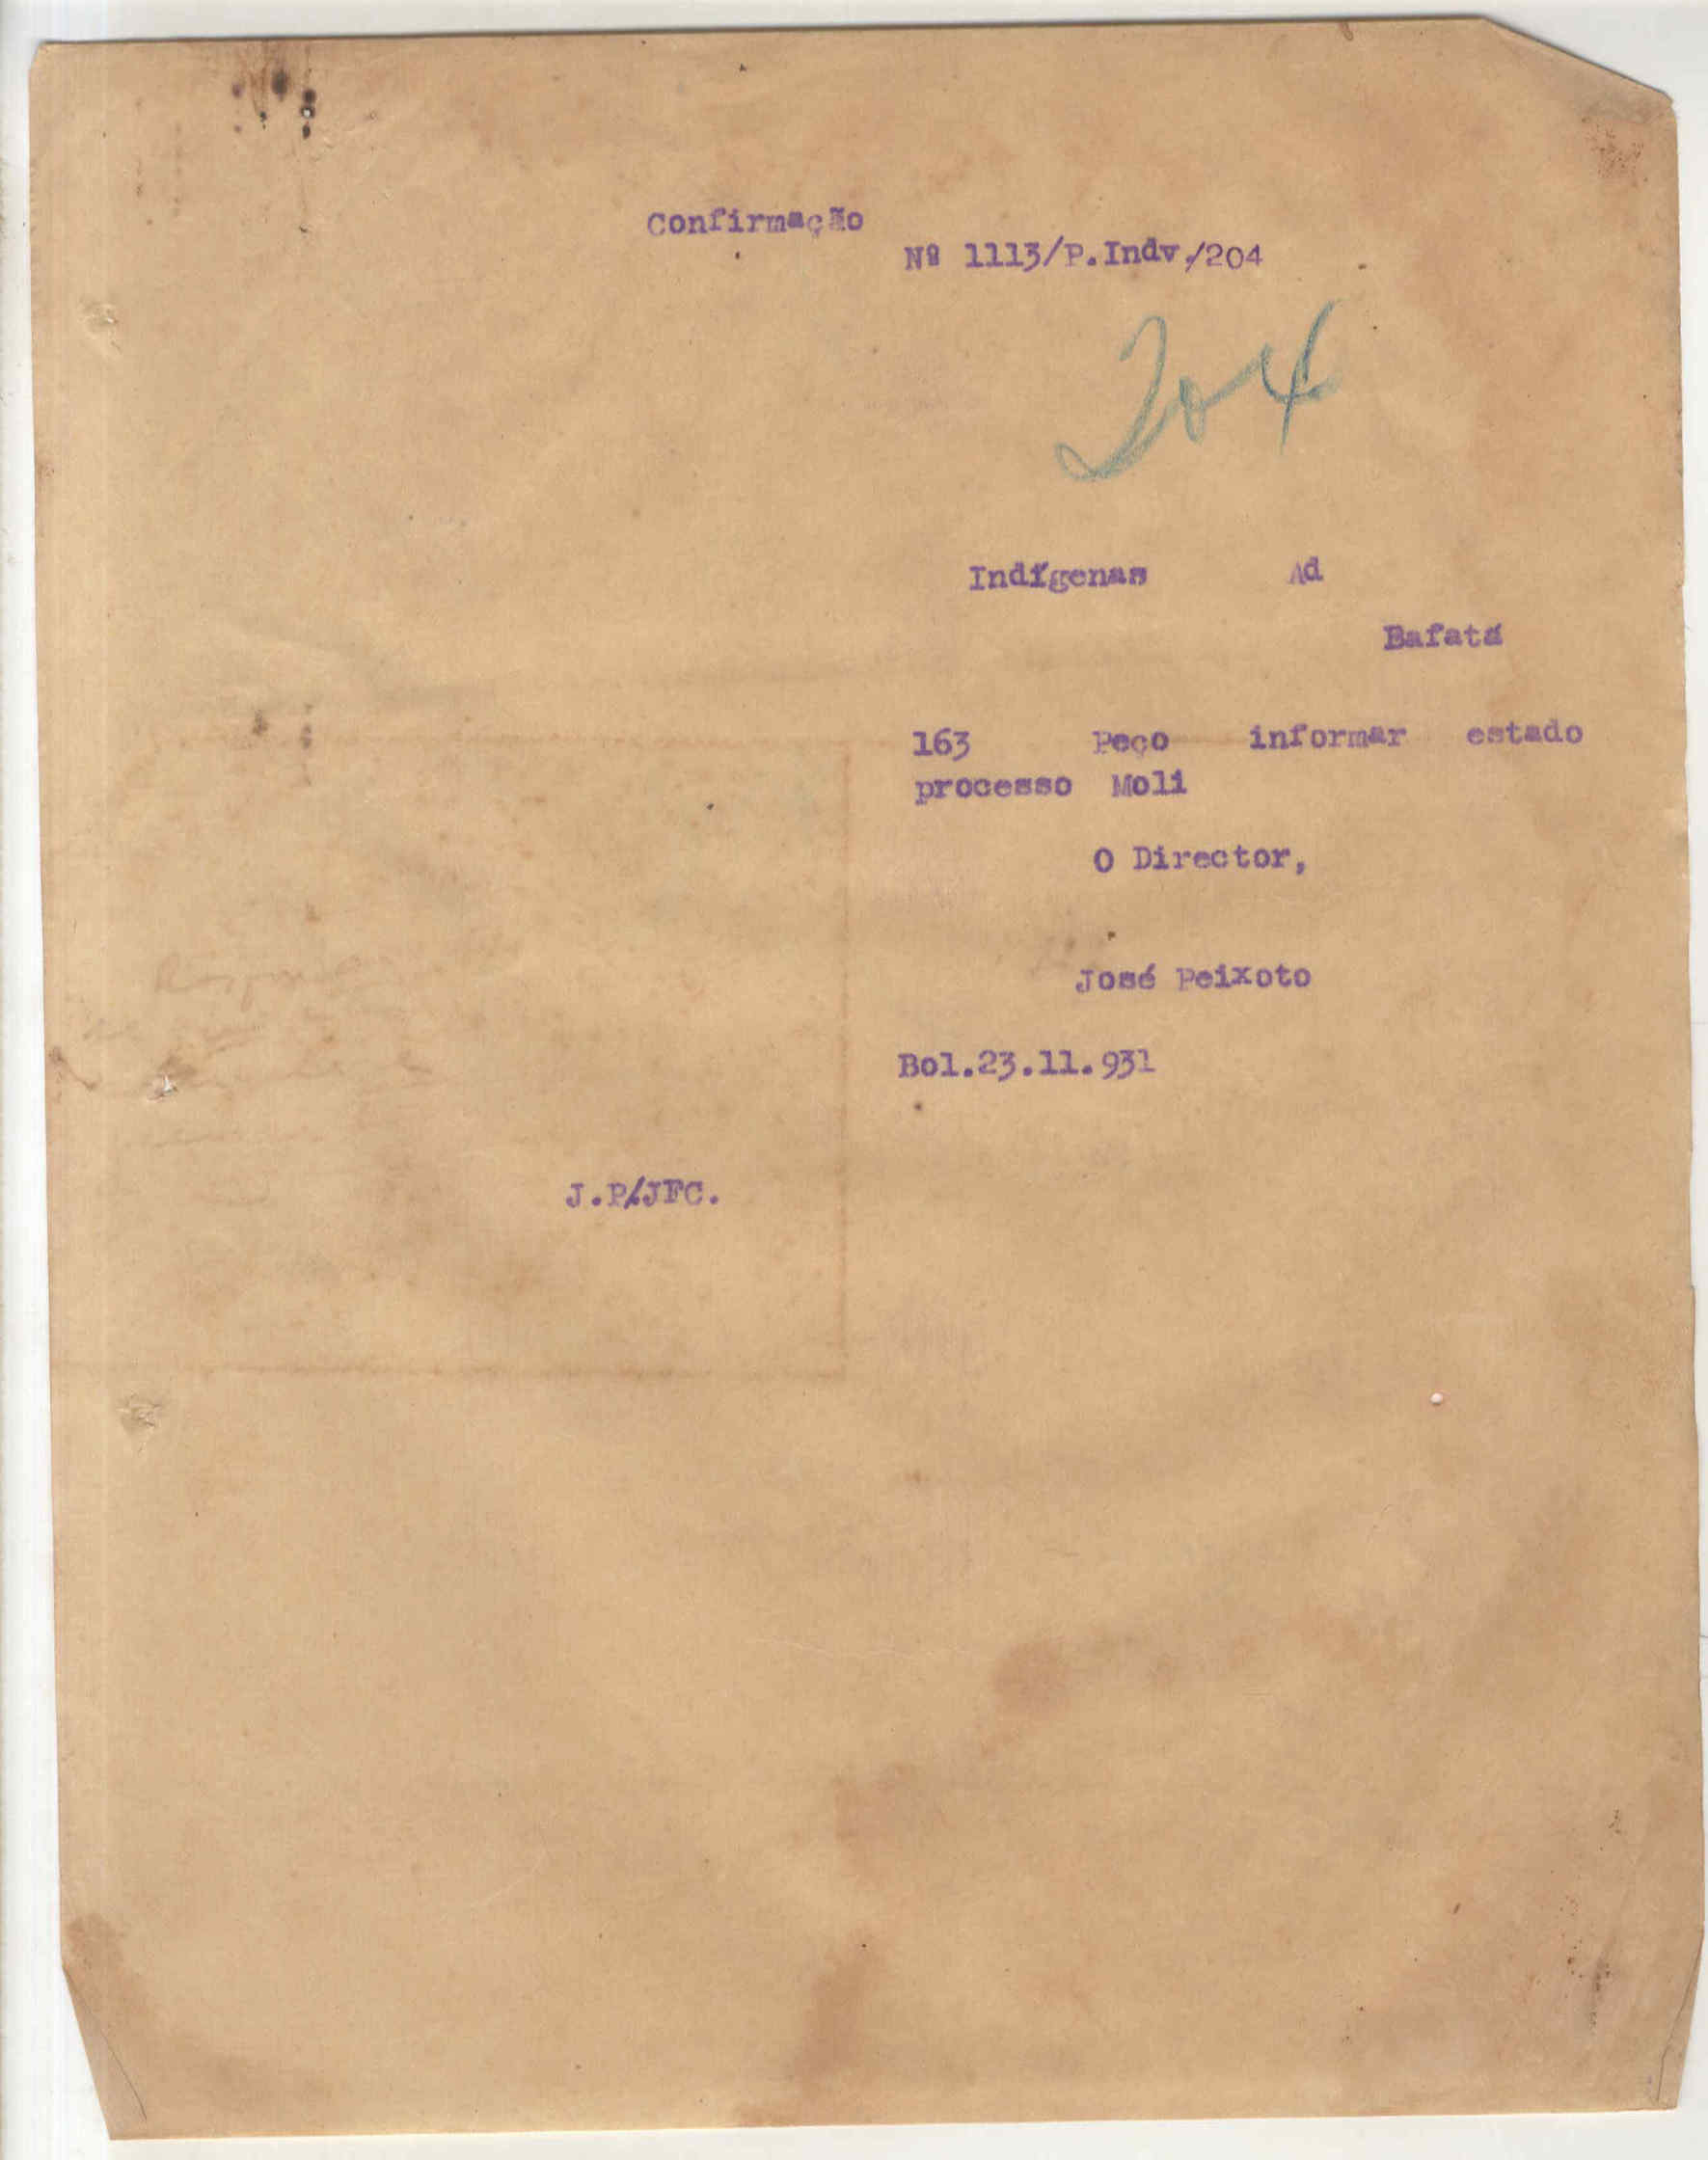 Confirmação
Nº 1113/P.Indv./204
204
Indígenas Ad
Bafatá
163 Peço informar estado
processo Moli
O Director,
José Peixoto
Bol.23.11.931
J.P/JFC.